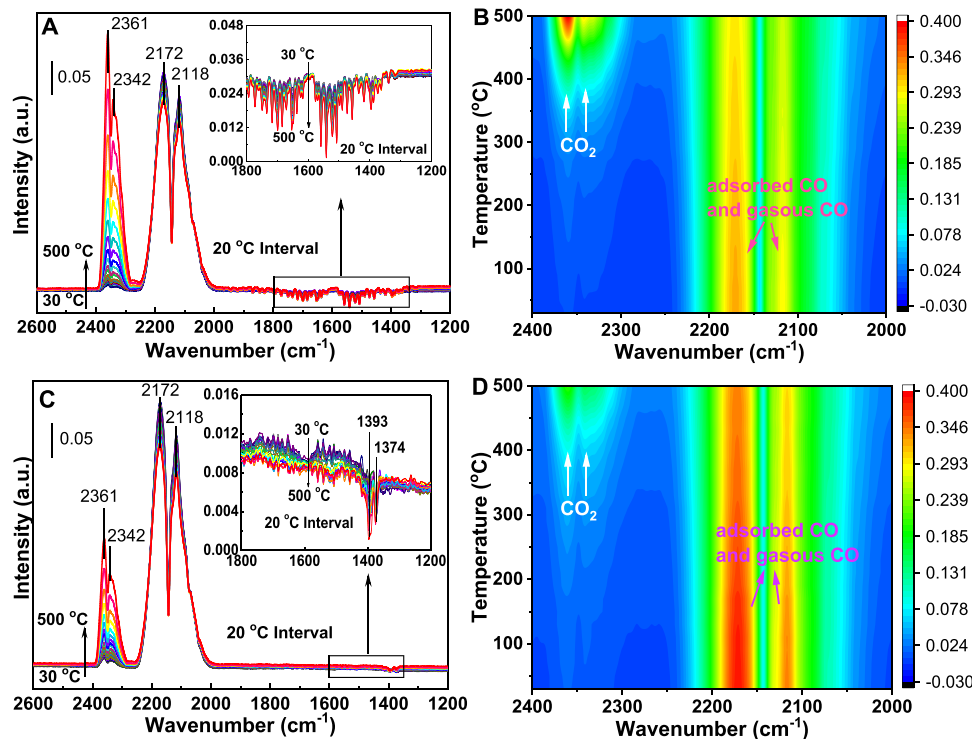 A
2361
2342
2172
2118
0.05
Intensity (a.u.)
500 °C
30 °C
20 °C Interval
2600 2400 2200 2000 1800 1600 1400 1200
Wavenumber (cm-1)
0.048
0.036
0.024
0.012
0.000
30 °C
500 °C
20 °C Interval
1800 1600 1400 1200
B
500
400
300
200
100
Temperature (°C)
CO2
adsorbed CO
and gasous CO
2400 2300 2200 2100 2000
Wavenumber (cm-1)
0.400
0.346
0.293
0.239
0.185
0.131
0.078
0.024
-0.030
C
2172
2118
0.05
2361
2342
Intensity (a.u.)
500 °C
30 °C
20 °C Interval
2600 2400 2200 2000 1800 1600 1400 1200
Wavenumber (cm-1)
0.016
0.012
0.008
0.004
0.000
30 °C
1393
1374
500 °C
20 °C Interval
1800 1600 1400 1200
D
500
400
300
200
100
Temperature (°C)
CO2
adsorbed CO
and gasous CO
2400 2300 2200 2100 2000
Wavenumber (cm-1)
0.400
0.346
0.293
0.239
0.185
0.131
0.078
0.024
-0.030